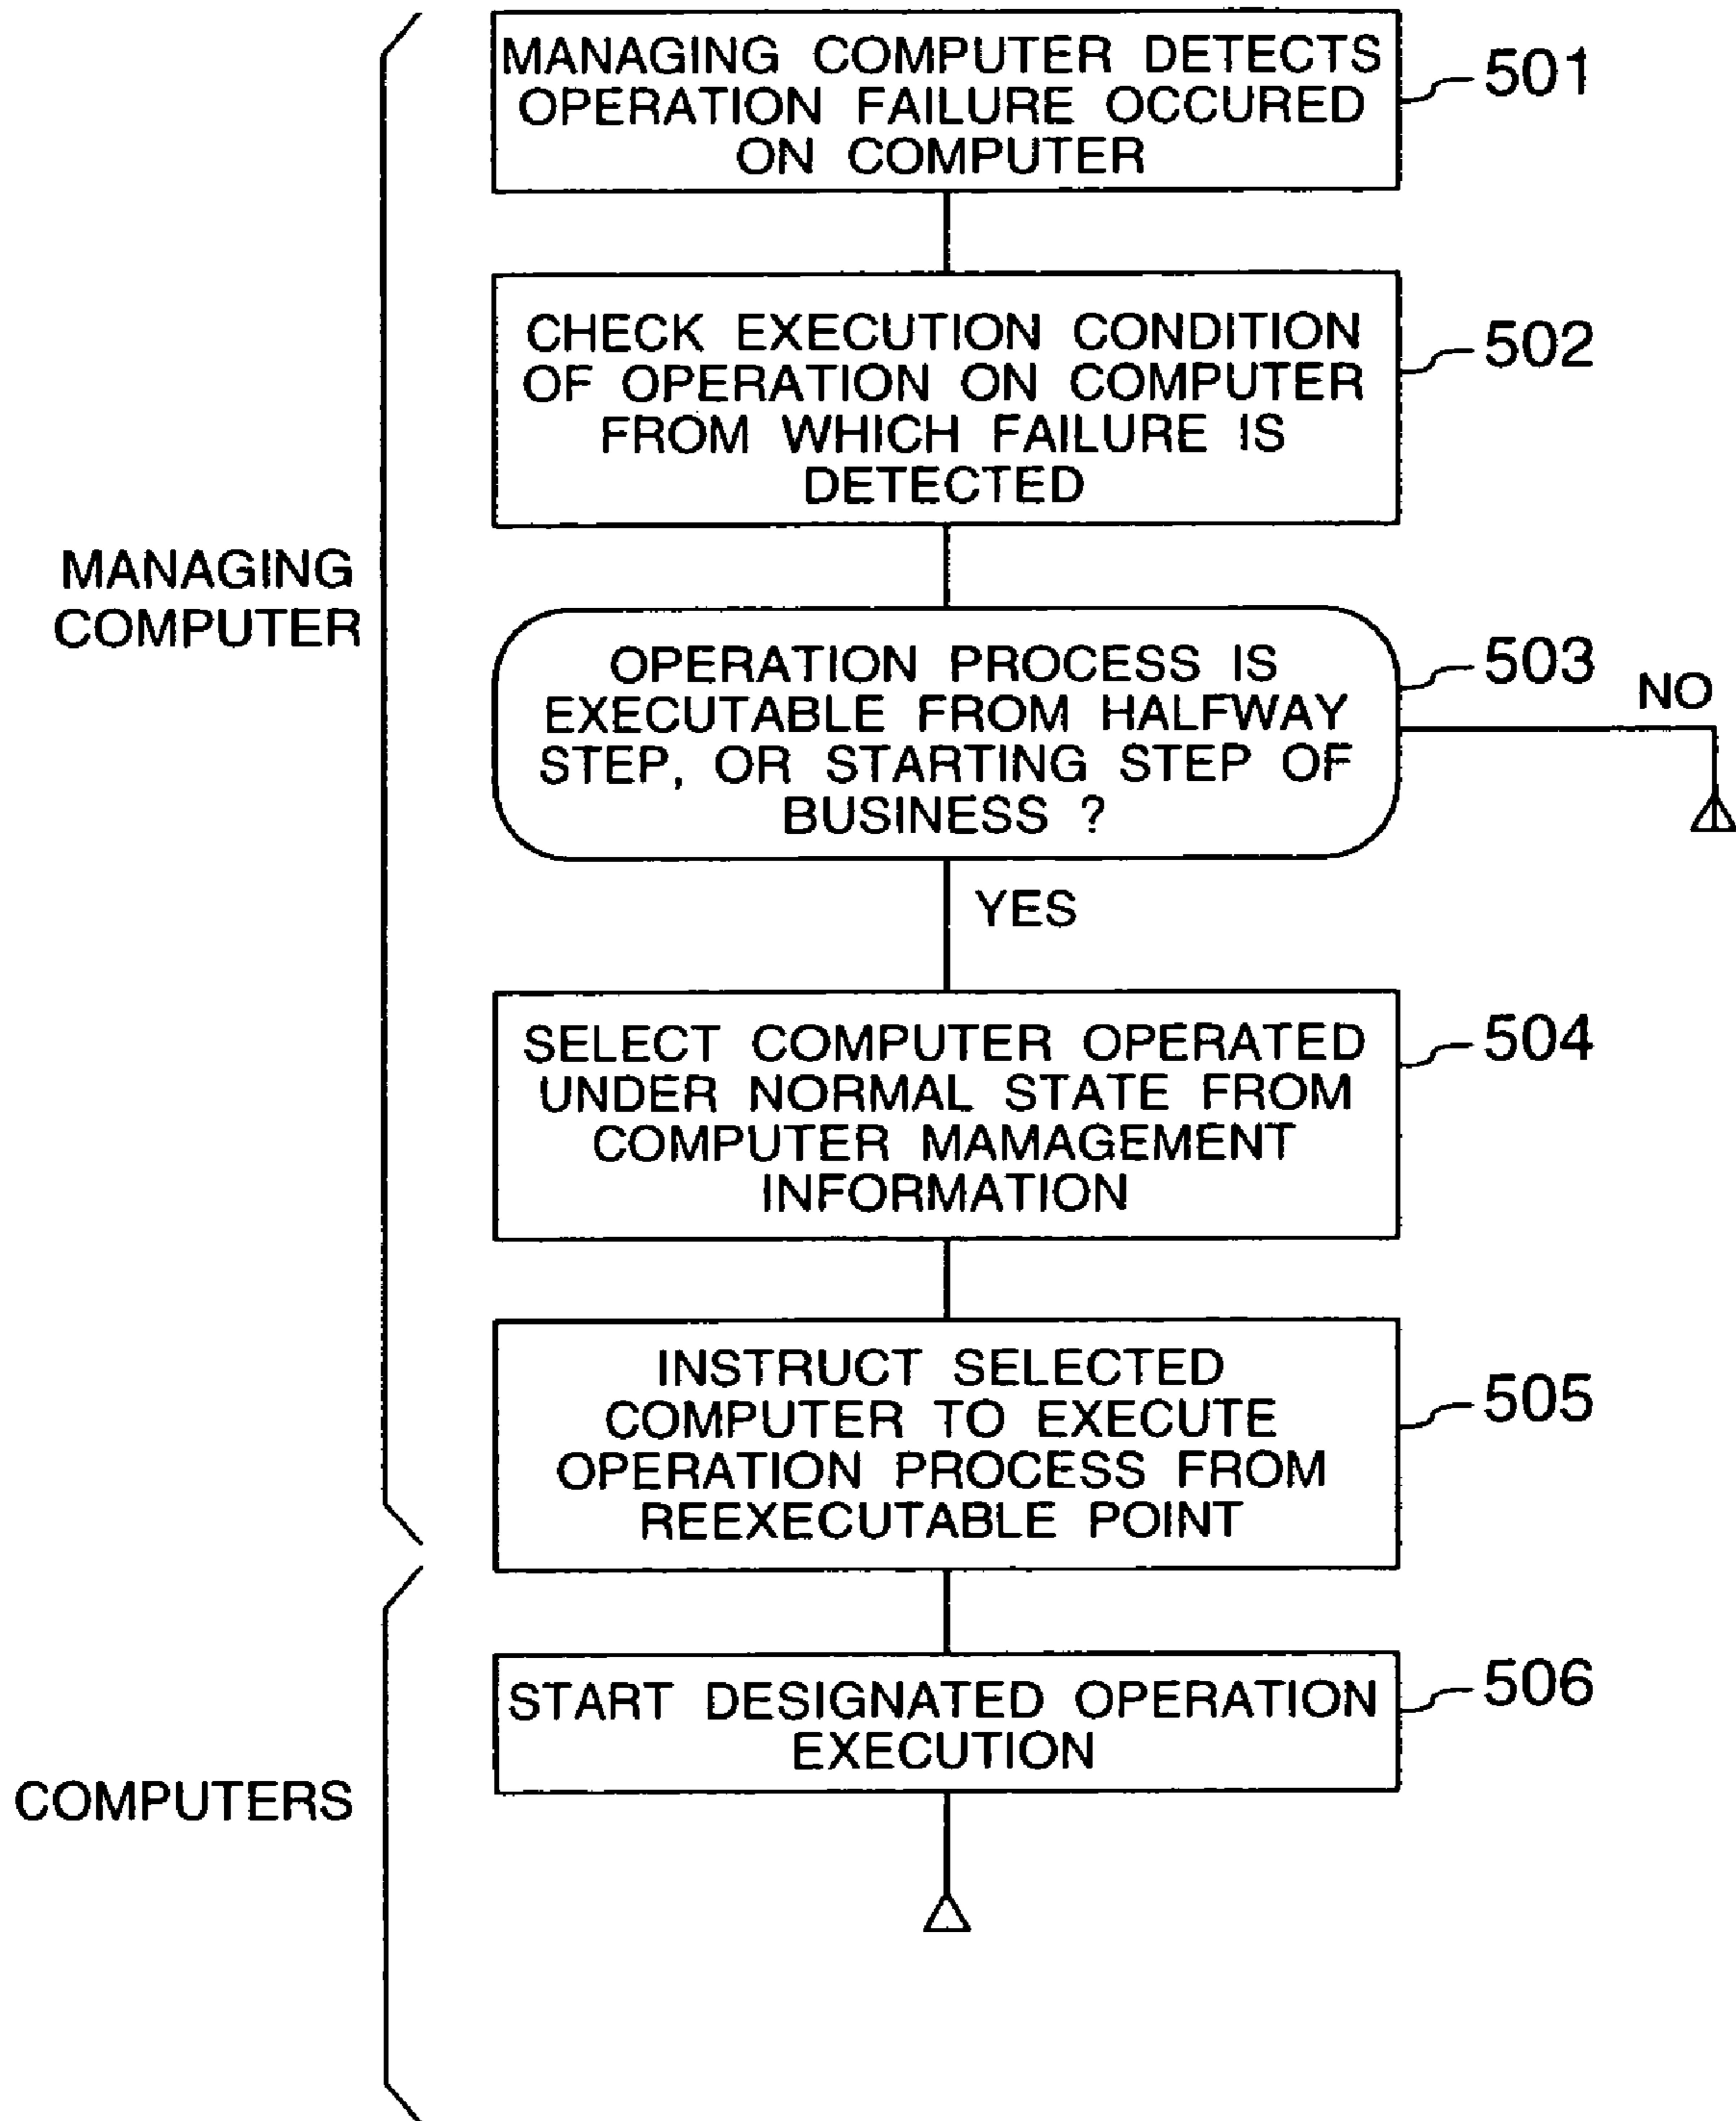 MANAGING COMPUTER DETECTS
OPERATION FAILURE OCCURED
ON COMPUTER
501
CHECK EXECUTION CONDITION
OF OPERATION ON COMPUTER
FROM WHICH FAILURE IS
DETECTED
502
MANAGING
COMPUTER
OPERATION PROCESS IS
EXECUTABLE FROM HALFWAY
STEP, OR STARTING STEP OF
BUSINESS ?
503
NO
YES
SELECT COMPUTER OPERATED
UNDER NORMAL STATE FROM
COMPUTER MAMAGEMENT
INFORMATION
504
INSTRUCT SELECTED
COMPUTER TO EXECUTE
OPERATION PROCESS FROM
REEXECUTABLE POINT
505
START DESIGNATED OPERATION
EXECUTION
506
COMPUTERS